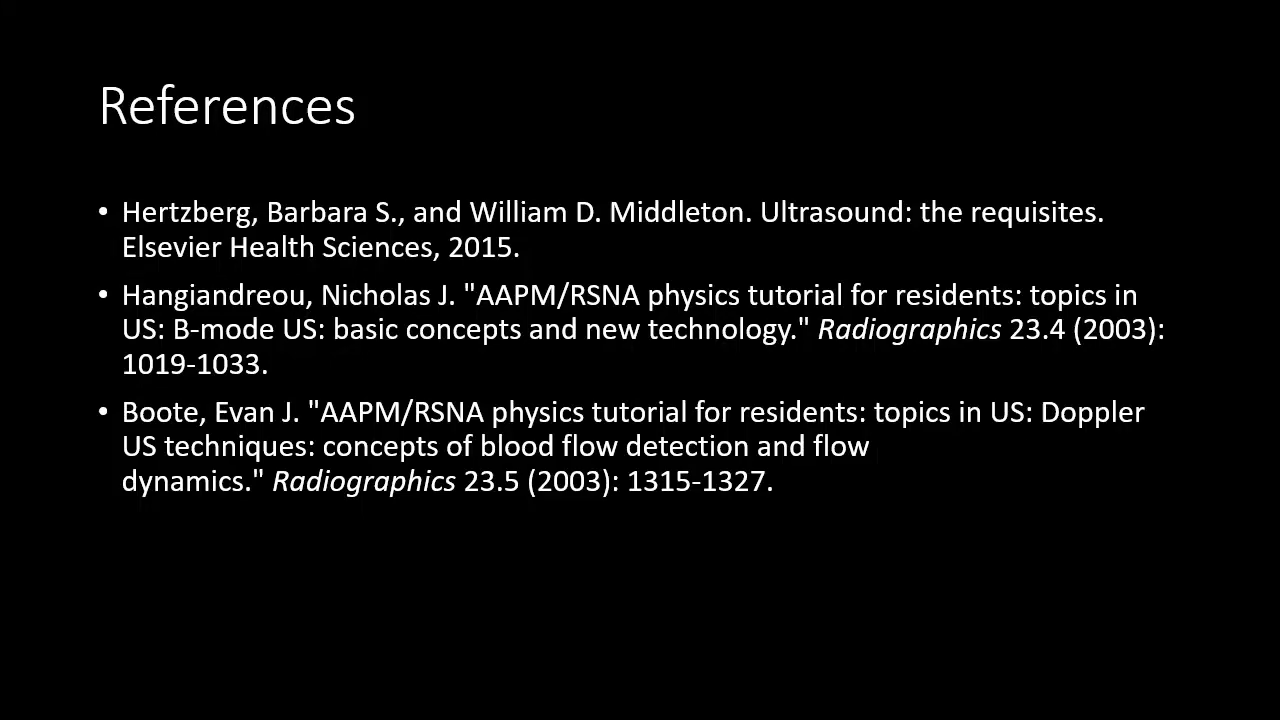 References
• Hertzberg, Barbara S., and William D. Middleton. Ultrasound: the requisites.
Elsevier Health Sciences, 2015.
• Hangiandreou, Nicholas J. "AAPM/RSNA physics tutorial for residents: topics in
US: B-mode US: basic concepts and new technology." Radiographics 23.4 (2003):
1019-1033.
• Boote, Evan J. "AAPM/RSNA physics tutorial for residents: topics in US: Doppler
US techniques: concepts of blood flow detection and flow
dynamics." Radiographics 23.5 (2003): 1315-1327.